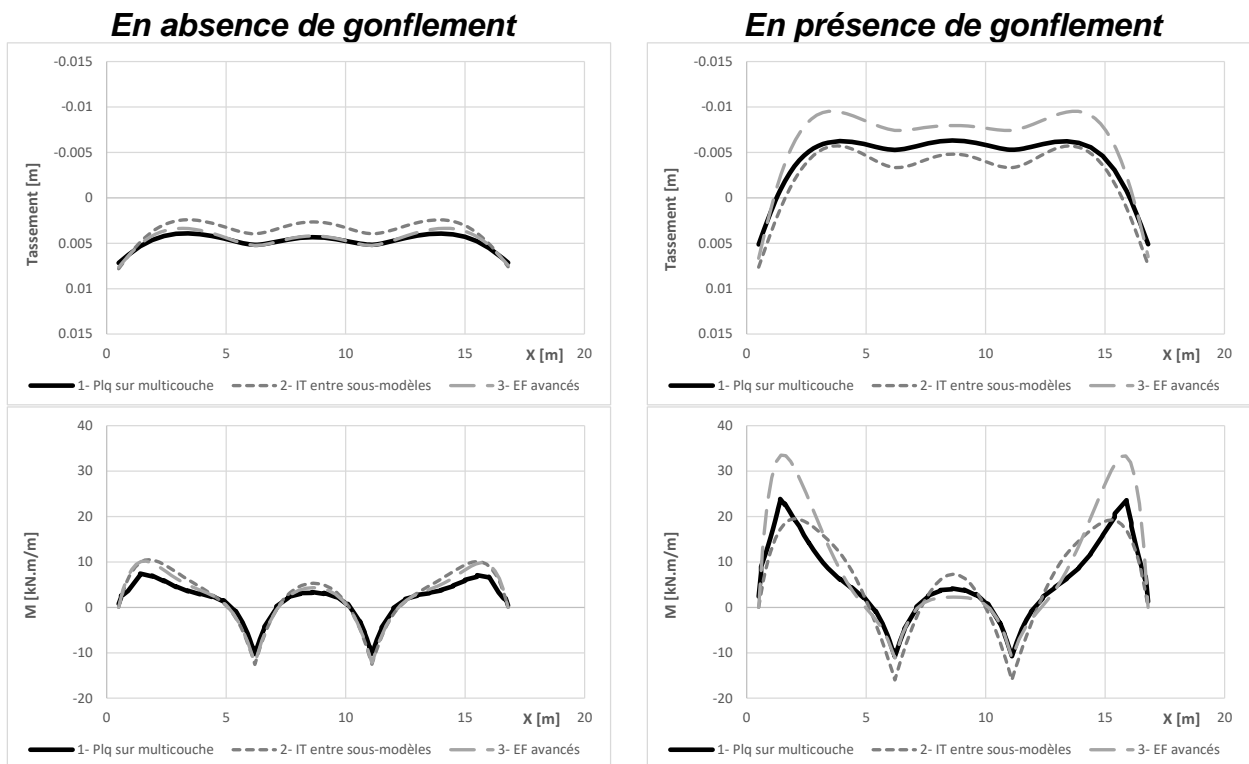 En absence de gonflement
En présence de gonflement
-0.015
-0.01
-0.005
0
0.005
0.01
0.015
Tassement [m]
0 5 10 15 20
X [m]
1- Plq sur multicouche 2- IT entre sous-modèles 3- EF avancés
-0.015
-0.01
-0.005
0
0.005
0.01
0.015
Tassement [m]
0 5 10 15 20
X [m]
1- Plq sur multicouche 2- IT entre sous-modèles 3- EF avancés
40
30
20
10
0
-10
-20
M [kN.m/m]
0 5 10 15 20
X [m]
1- Plq sur multicouche 2- IT entre sous-modèles 3- EF avancés
40
30
20
10
0
-10
-20
M [kN.m/m]
0 5 10 15 20
X [m]
1- Plq sur multicouche 2- IT entre sous-modèles 3- EF avancés